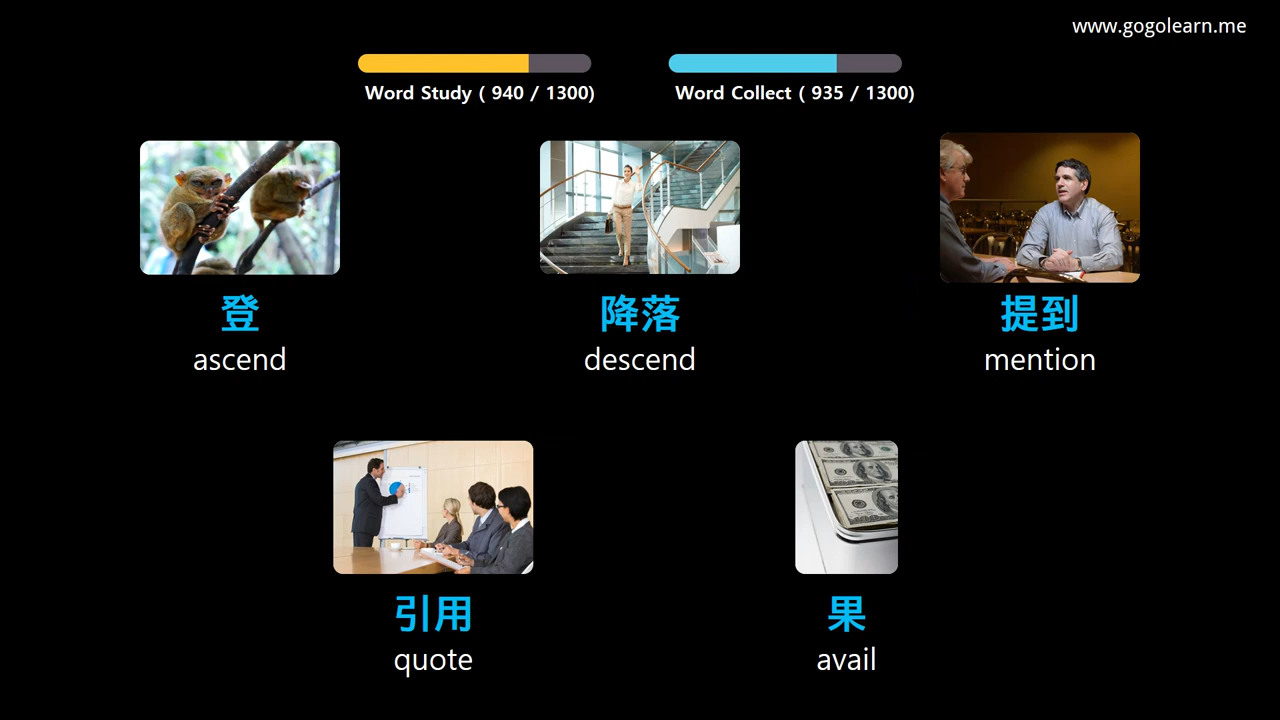 www.gogolearn.me
Word Study ( 940 / 1300)
Word Collect ( 935 / 1300)
登
降落
提到
ascend
descend
mention
引用
果
quote
avail